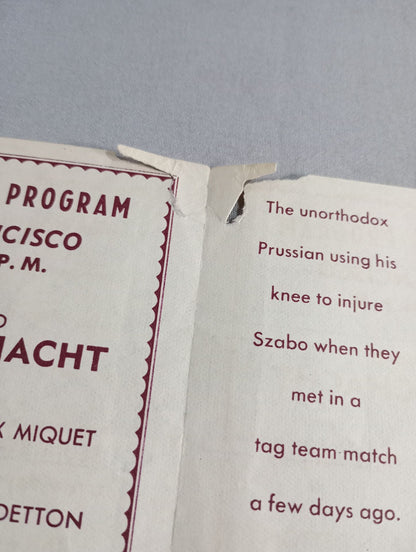 PROGRAM
CISCO
P. M.
ACHT
MIQUET
DETTON
The unorthodox
Prussian using his
knee to injure
Szabo when they
met in a
tag team match
a few days ago.